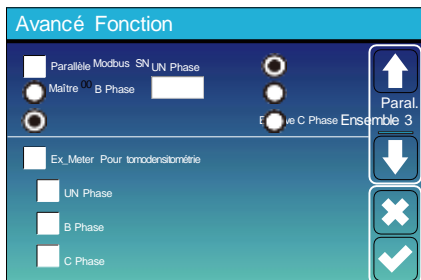 Avancé Fonction
Parallèle Modbus SN UN Phase
Maître 00 B Phase
Paral.
ve C Phase Ensemble 3
Ex_Meter Pour tomodensitométrie
UN Phase
B Phase
C Phase